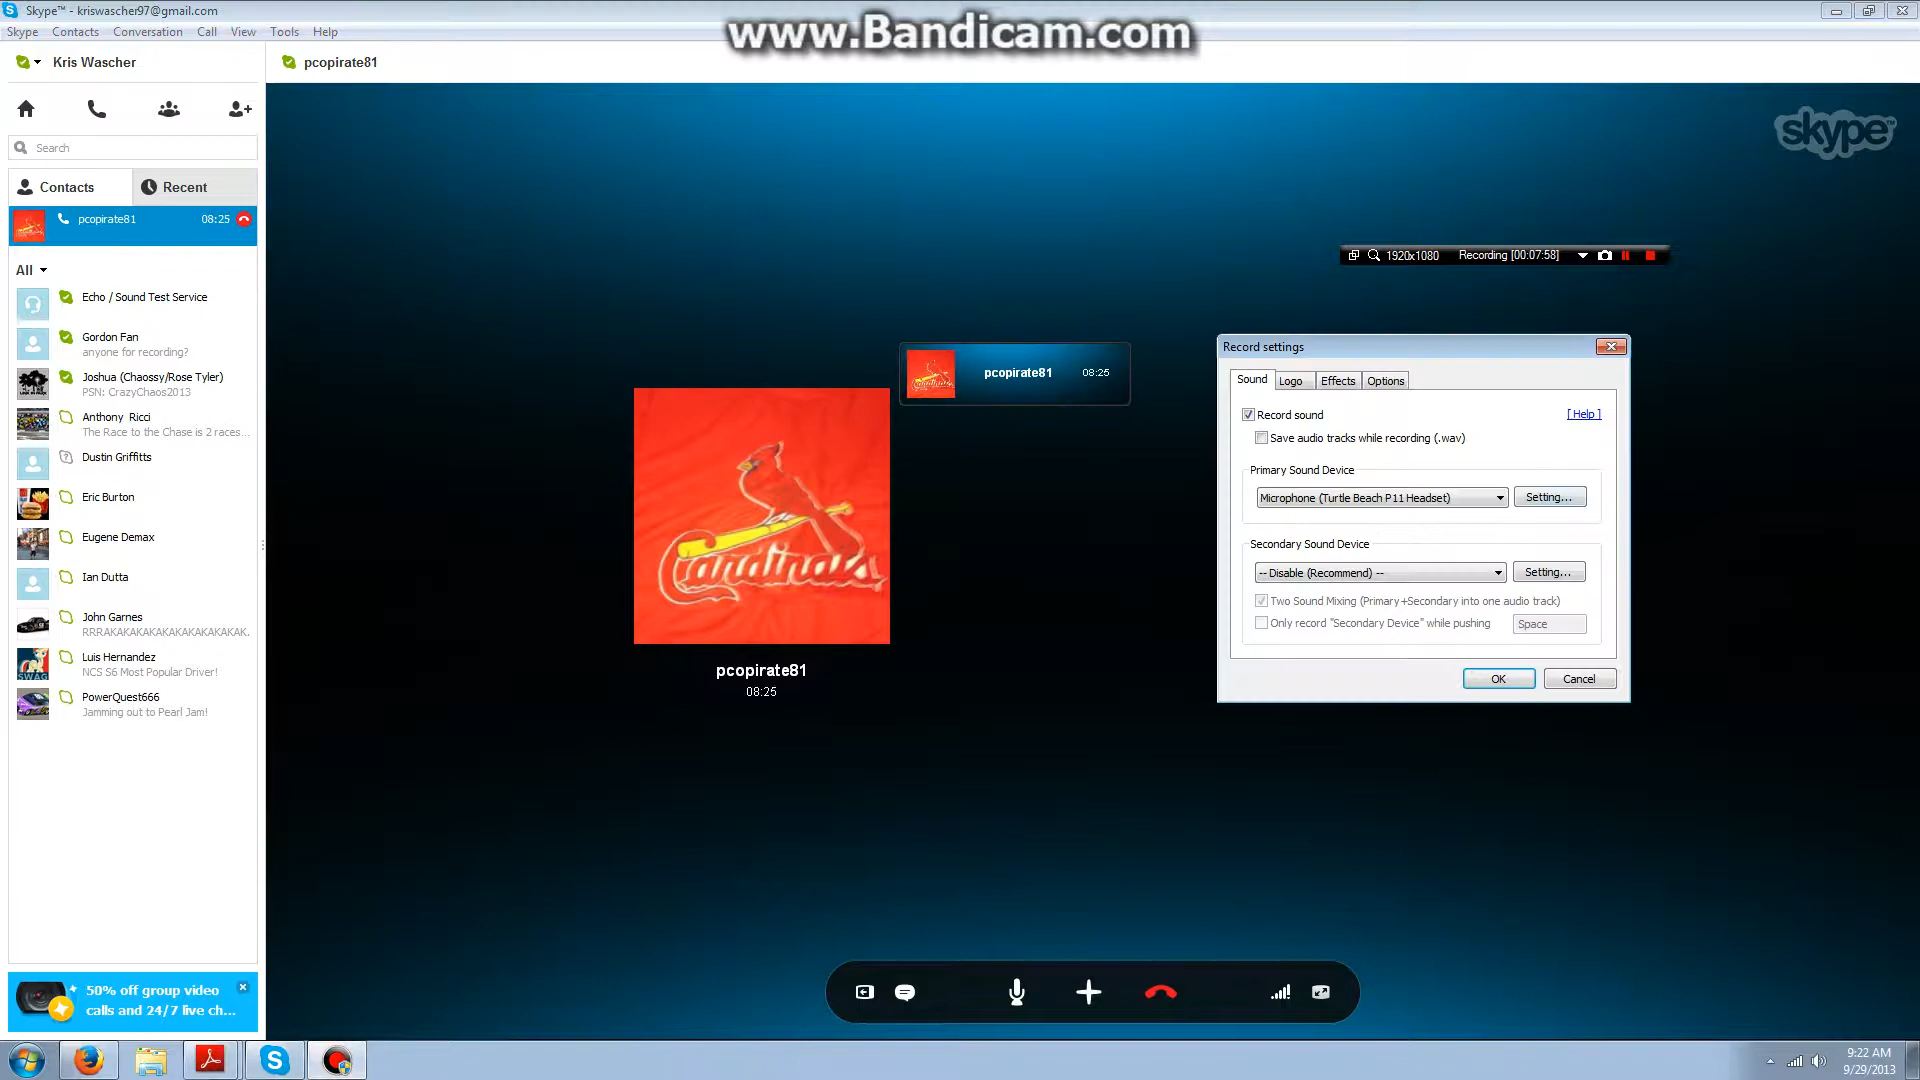 Skype™ - kriswascher97@gmail.com
www.Bandicam.com
Skype Contacts Conversation Call View Tools Help
Kris Wascher
pcopirate81
skype™
Search
Contacts
Recent
pcopirate81 08:25
All
Echo / Sound Test Service
Gordon Fan
anyone for recording?
Joshua (Chaossy/Rose Tyler)
PSN: CrazyChaos2013
Anthony Ricci
The Race to the Chase is 2 races...
Dustin Griffitts
Eric Burton
Eugene Demax
Ian Dutta
John Garnes
RRRAKAKAKAKAKAKAKAKAKAK.
Luis Hernandez
NCS S6 Most Popular Driver!
SWAG
PowerQuest666
Jamming out to Pearl Jam!
50% off group video
calls and 24/7 live ch...
1920x1080 Recording [00:07:58]
pcopirate81 08:25
Cardinals
pcopirate81
08:25
Record settings
Sound Logo Effects Options
Record sound [ Help ]
Save audio tracks while recording (.wav)
Primary Sound Device
Microphone (Turtle Beach P11 Headset) Setting...
Secondary Sound Device
-- Disable (Recommend) -- Setting...
Two Sound Mixing (Primary+Secondary into one audio track)
Only record "Secondary Device" while pushing Space
OK Cancel
9:22 AM
9/29/2013